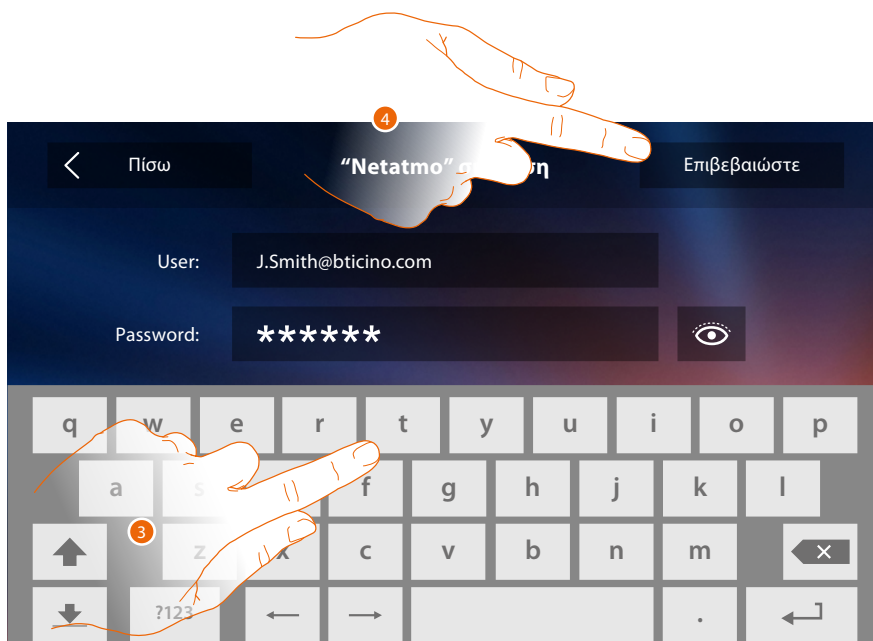 4
Πίσω
“Netatmo”
Επιβεβαιώστε
User:
J.Smith@bticino.com
Password:
******
q w e r t y u i o p
a s f g h j k l
3
z x c v b n m
?123 .